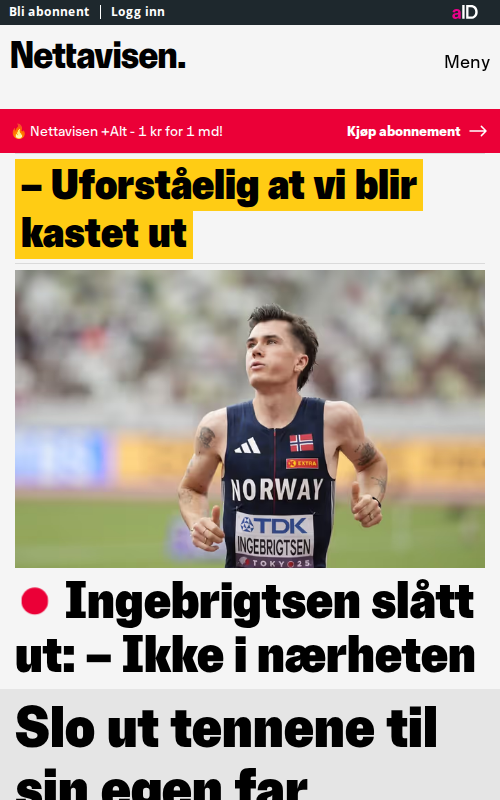 Bli abonnent
Logg inn
aID
Nettavisen.
Meny
🔥 Nettavisen +Alt - 1 kr for 1 md!
Kjøp abonnement →
– Uforståelig at vi blir
kastet ut
EXTRA
NORWAY
TDK
INGEBRIGTSEN
TOKYO25
Ingebrigtsen slått
ut: – Ikke i nærheten
Slo ut tennene til
sin egen far